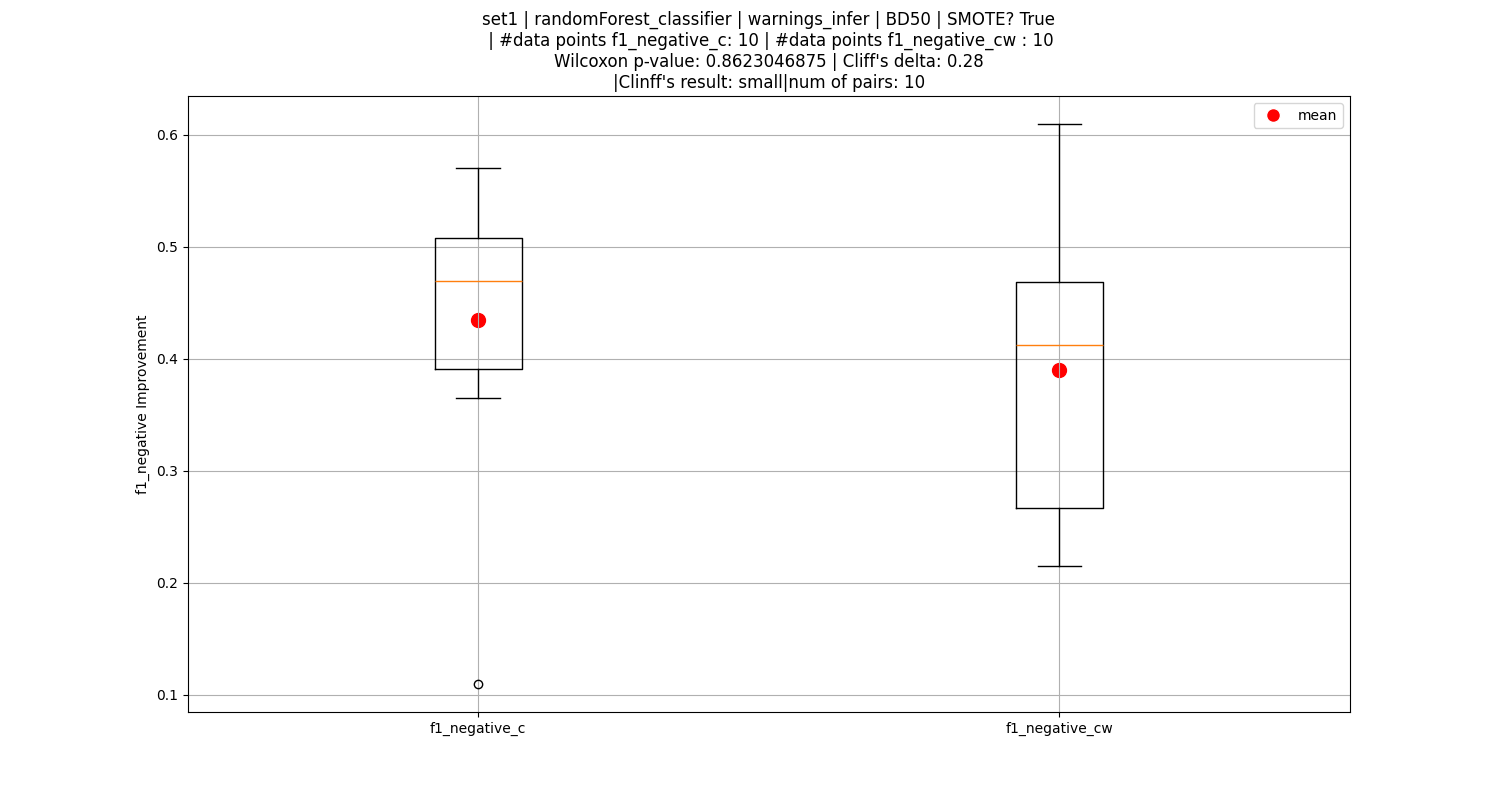 set1 | randomForest_classifier | warnings_infer | BD50 | SMOTE? True
| #data points f1_negative_c: 10 | #data points f1_negative_cw : 10
Wilcoxon p-value: 0.8623046875 | Cliff's delta: 0.28
|Clinff's result: small|num of pairs: 10
mean
0.6
0.5
0.4
0.3
0.2
0.1
f1_negative Improvement
f1_negative_c
f1_negative_cw